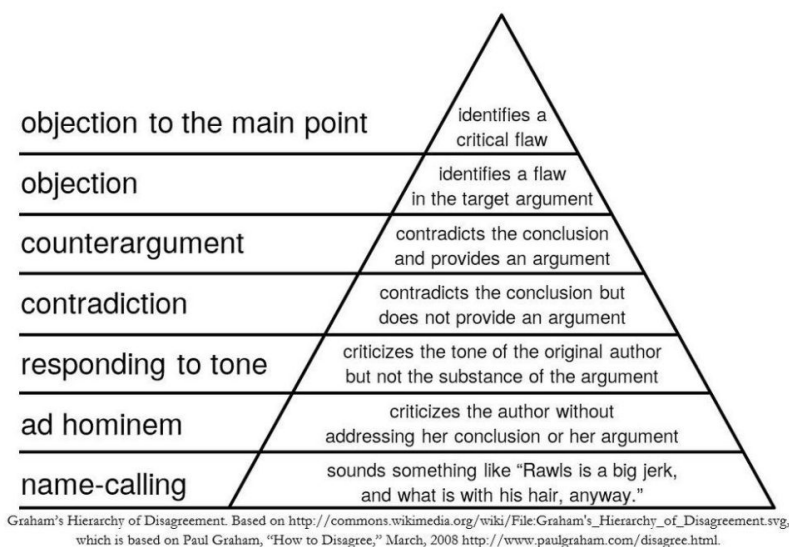 objection to the main point
identifies a
critical flaw
objection
identifies a flaw
in the target argument
counterargument
contradicts the conclusion
and provides an argument
contradiction
contradicts the conclusion but
does not provide an argument
responding to tone
criticizes the tone of the original author
but not the substance of the argument
ad hominem
criticizes the author without
addressing her conclusion or her argument
name-calling
sounds something like “Rawls is a big jerk,
and what is with his hair, anyway.”
Graham’s Hierarchy of Disagreement. Based on http://commons.wikimedia.org/wiki/File:Graham's_Hierarchy_of_Disagreement.svg,
which is based on Paul Graham, “How to Disagree,” March, 2008 http://www.paulgraham.com/disagree.html.